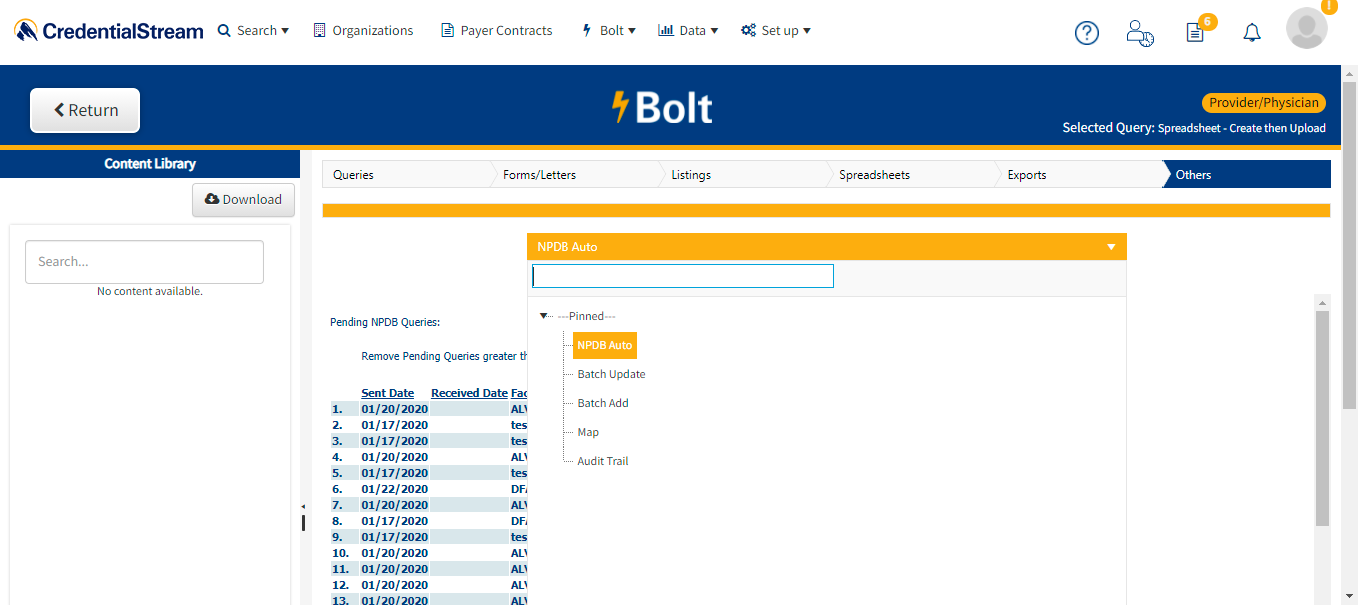 CredentialStream Search Organizations Payer Contracts Bolt Data Set up ? 6 !
Return
Bolt
Provider/Physician
Selected Query: Spreadsheet - Create then Upload
Content Library
Download
Search...
No content available.
Queries Forms/Letters Listings Spreadsheets Exports Others
NPDB Auto
---Pinned---
NPDB Auto
Batch Update
Batch Add
Map
Audit Trail
Pending NPDB Queries:
Remove Pending Queries greater th
Sent Date Received Date Fac
1. 01/20/2020 ALV
2. 01/17/2020 tes
3. 01/17/2020 tes
4. 01/20/2020 ALV
5. 01/17/2020 tes
6. 01/22/2020 DFA
7. 01/20/2020 ALV
8. 01/17/2020 DFA
9. 01/17/2020 tes
10. 01/20/2020 ALV
11. 01/20/2020 ALV
12. 01/20/2020 ALV
13. 01/20/2020 ALV